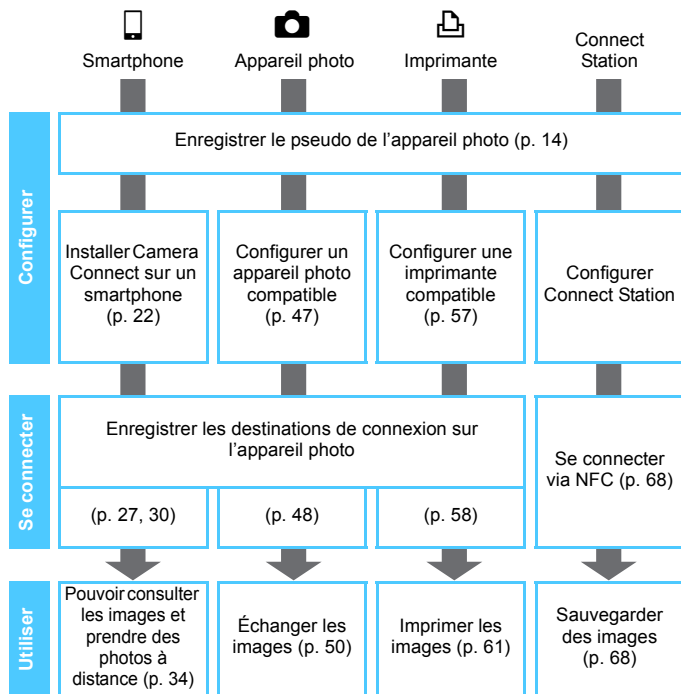 Smartphone
Appareil photo
Imprimante
Connect
Station
Configurer
Enregistrer le pseudo de l'appareil photo (p. 14)
Installer Camera
Connect sur un
smartphone
(p. 22)
Configurer un
appareil photo
compatible
(p. 47)
Configurer une
imprimante
compatible
(p. 57)
Configurer
Connect Station
Se connecter
Enregistrer les destinations de connexion sur
l'appareil photo
(p. 27, 30)
(p. 48)
(p. 58)
Se connecter
via NFC (p. 68)
Utiliser
Pouvoir consulter
les images et
prendre des
photos à
distance (p. 34)
Échanger les
images (p. 50)
Imprimer les
images (p. 61)
Sauvegarder
des images
(p. 68)